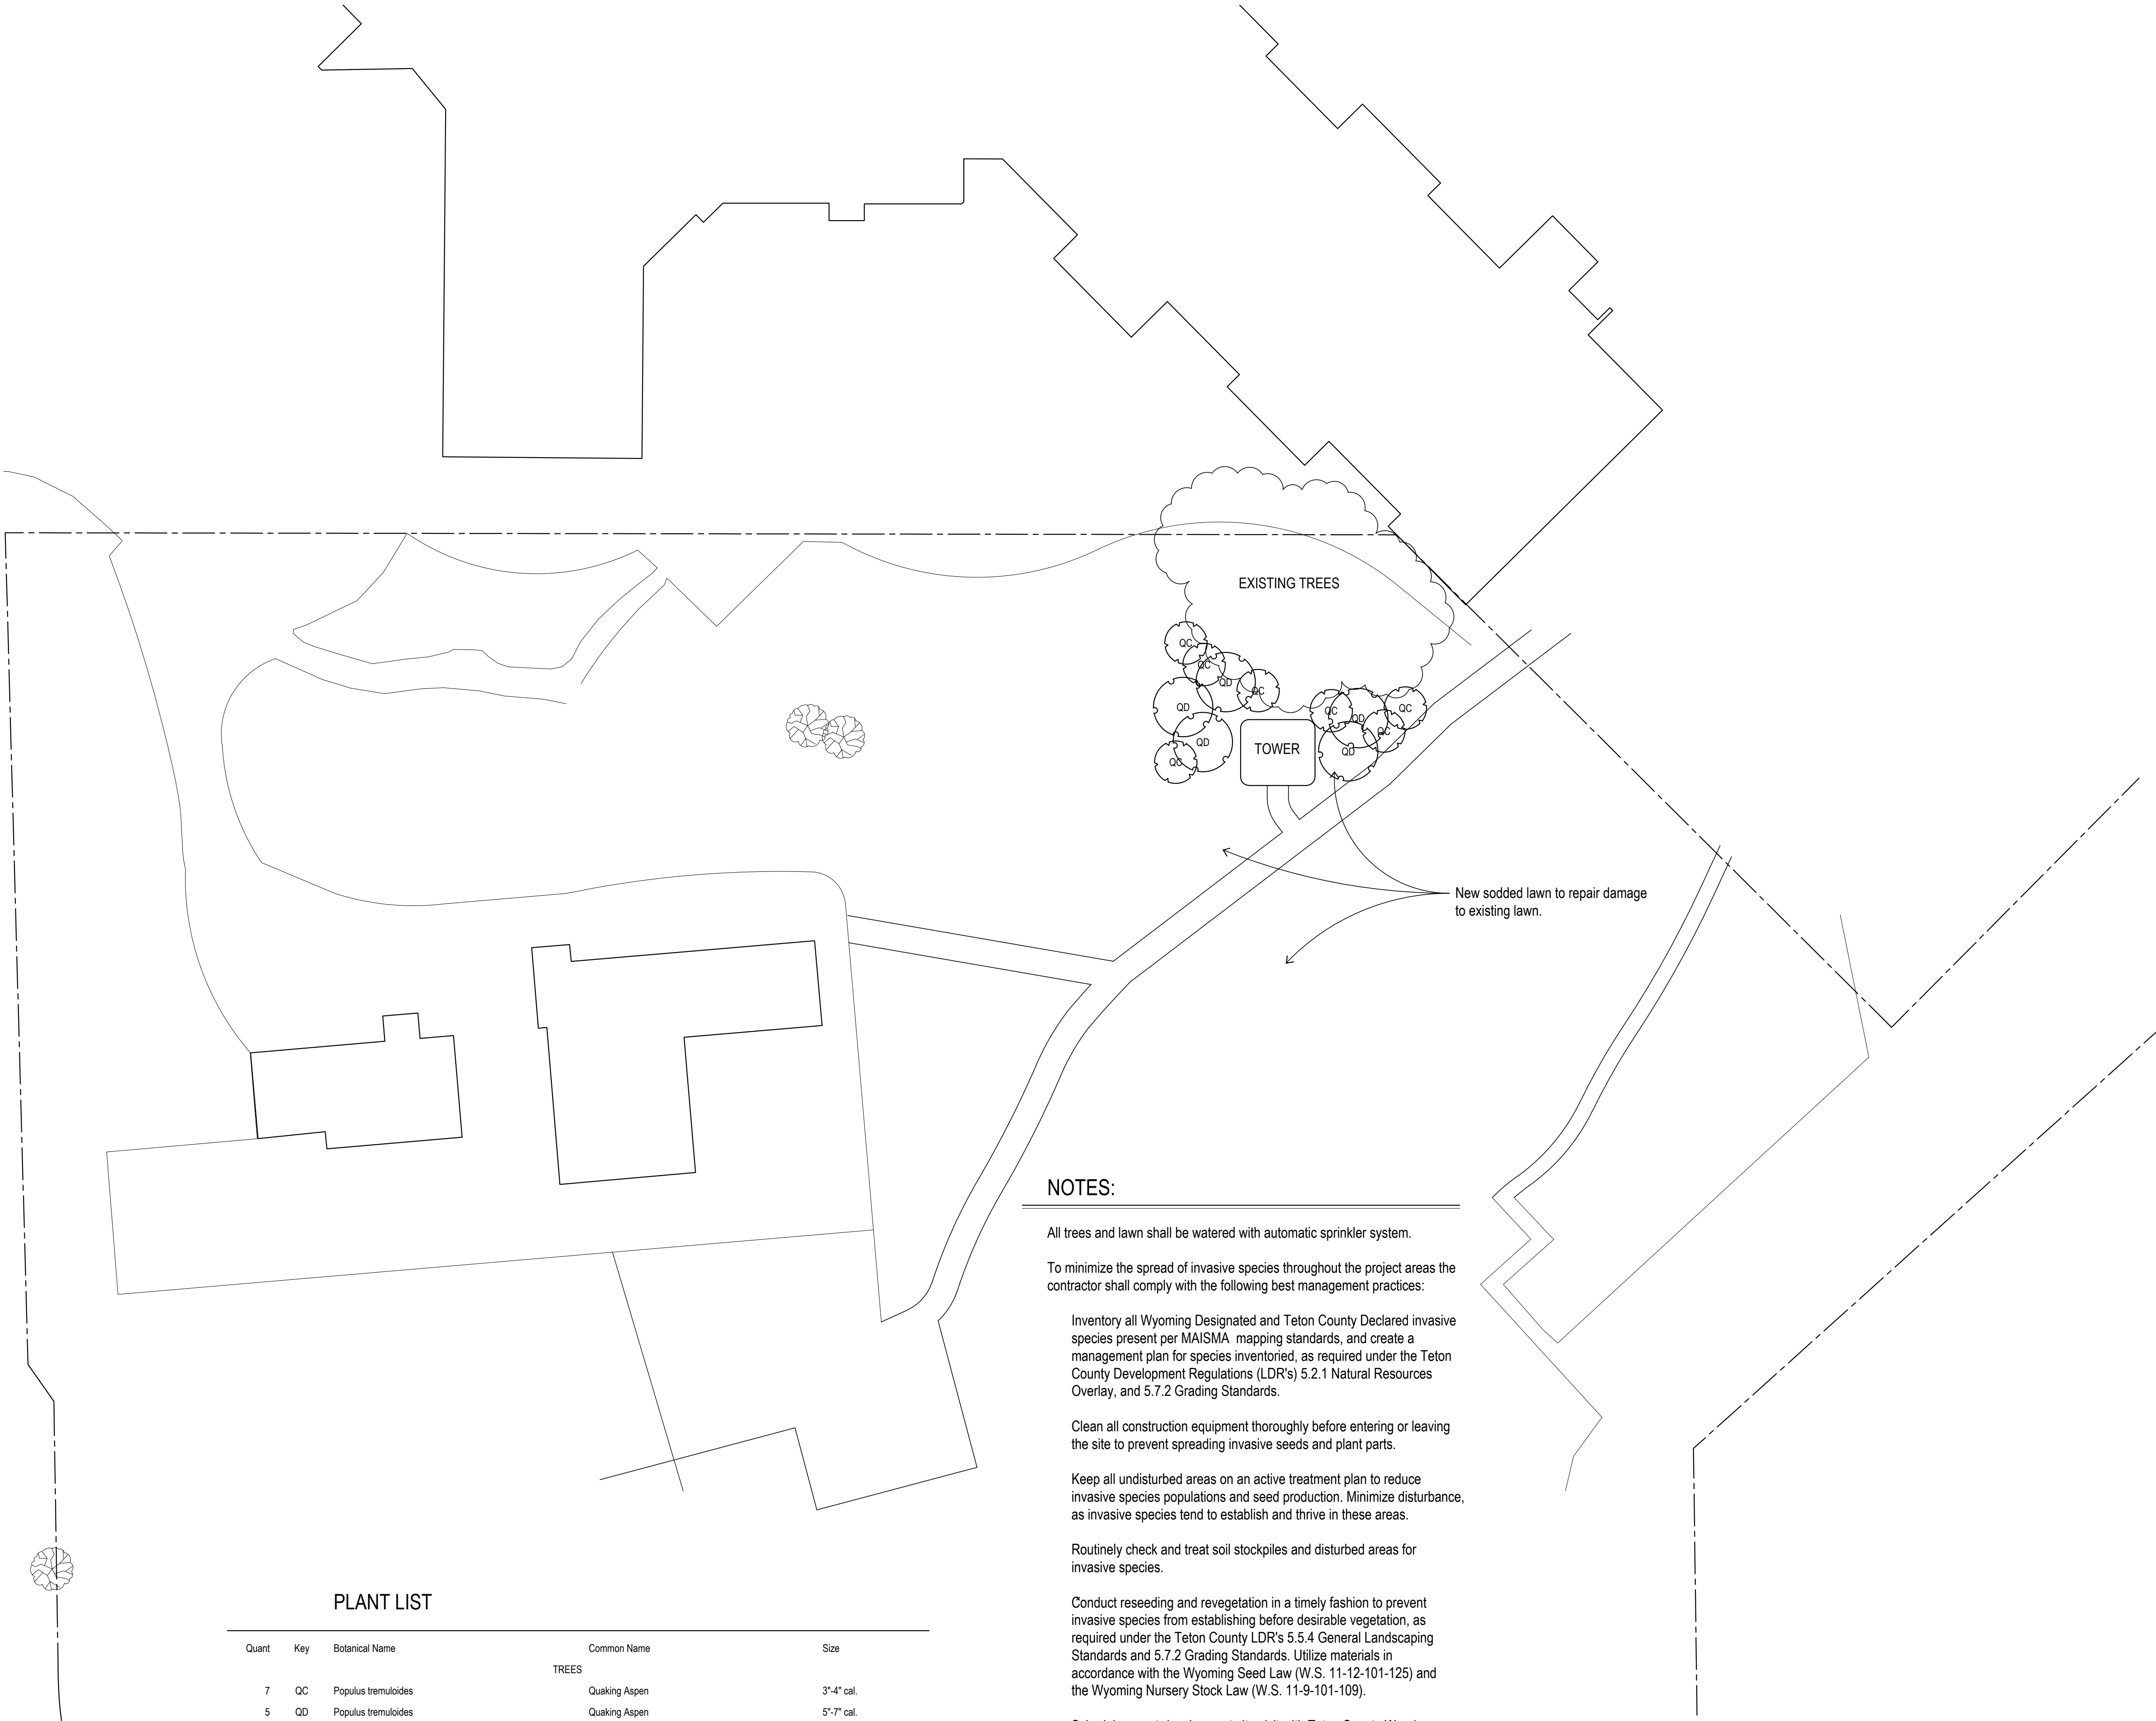 EXISTING TREES
QC
QC
QD
QC
QD
QD
QC
TOWER
QC
QD
QC
QC
QD
New sodded lawn to repair damage
to existing lawn.
NOTES:
All trees and lawn shall be watered with automatic sprinkler system.
To minimize the spread of invasive species throughout the project areas the
contractor shall comply with the following best management practices:
Inventory all Wyoming Designated and Teton County Declared invasive
species present per MAISMA mapping standards, and create a
management plan for species inventoried, as required under the Teton
County Development Regulations (LDR's) 5.2.1 Natural Resources
Overlay, and 5.7.2 Grading Standards.
Clean all construction equipment thoroughly before entering or leaving
the site to prevent spreading invasive seeds and plant parts.
Keep all undisturbed areas on an active treatment plan to reduce
invasive species populations and seed production. Minimize disturbance,
as invasive species tend to establish and thrive in these areas.
Routinely check and treat soil stockpiles and disturbed areas for
invasive species.
Conduct reseeding and revegetation in a timely fashion to prevent
invasive species from establishing before desirable vegetation, as
required under the Teton County LDR's 5.5.4 General Landscaping
Standards and 5.7.2 Grading Standards. Utilize materials in
accordance with the Wyoming Seed Law (W.S. 11-12-101-125) and
the Wyoming Nursery Stock Law (W.S. 11-9-101-109).
PLANT LIST
Quant Key Botanical Name Common Name Size
TREES
7 QC Populus tremuloides Quaking Aspen 3"-4" cal.
5 QD Populus tremuloides Quaking Aspen 5"-7" cal.